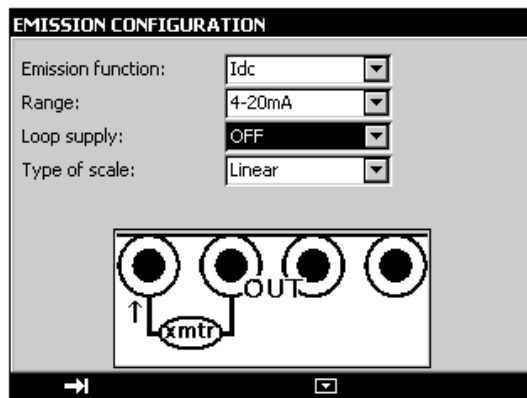 EMISSION CONFIGURATION
Emission function: Idc
Range: 4-20mA
Loop supply: OFF
Type of scale: Linear
OUT
xmtr